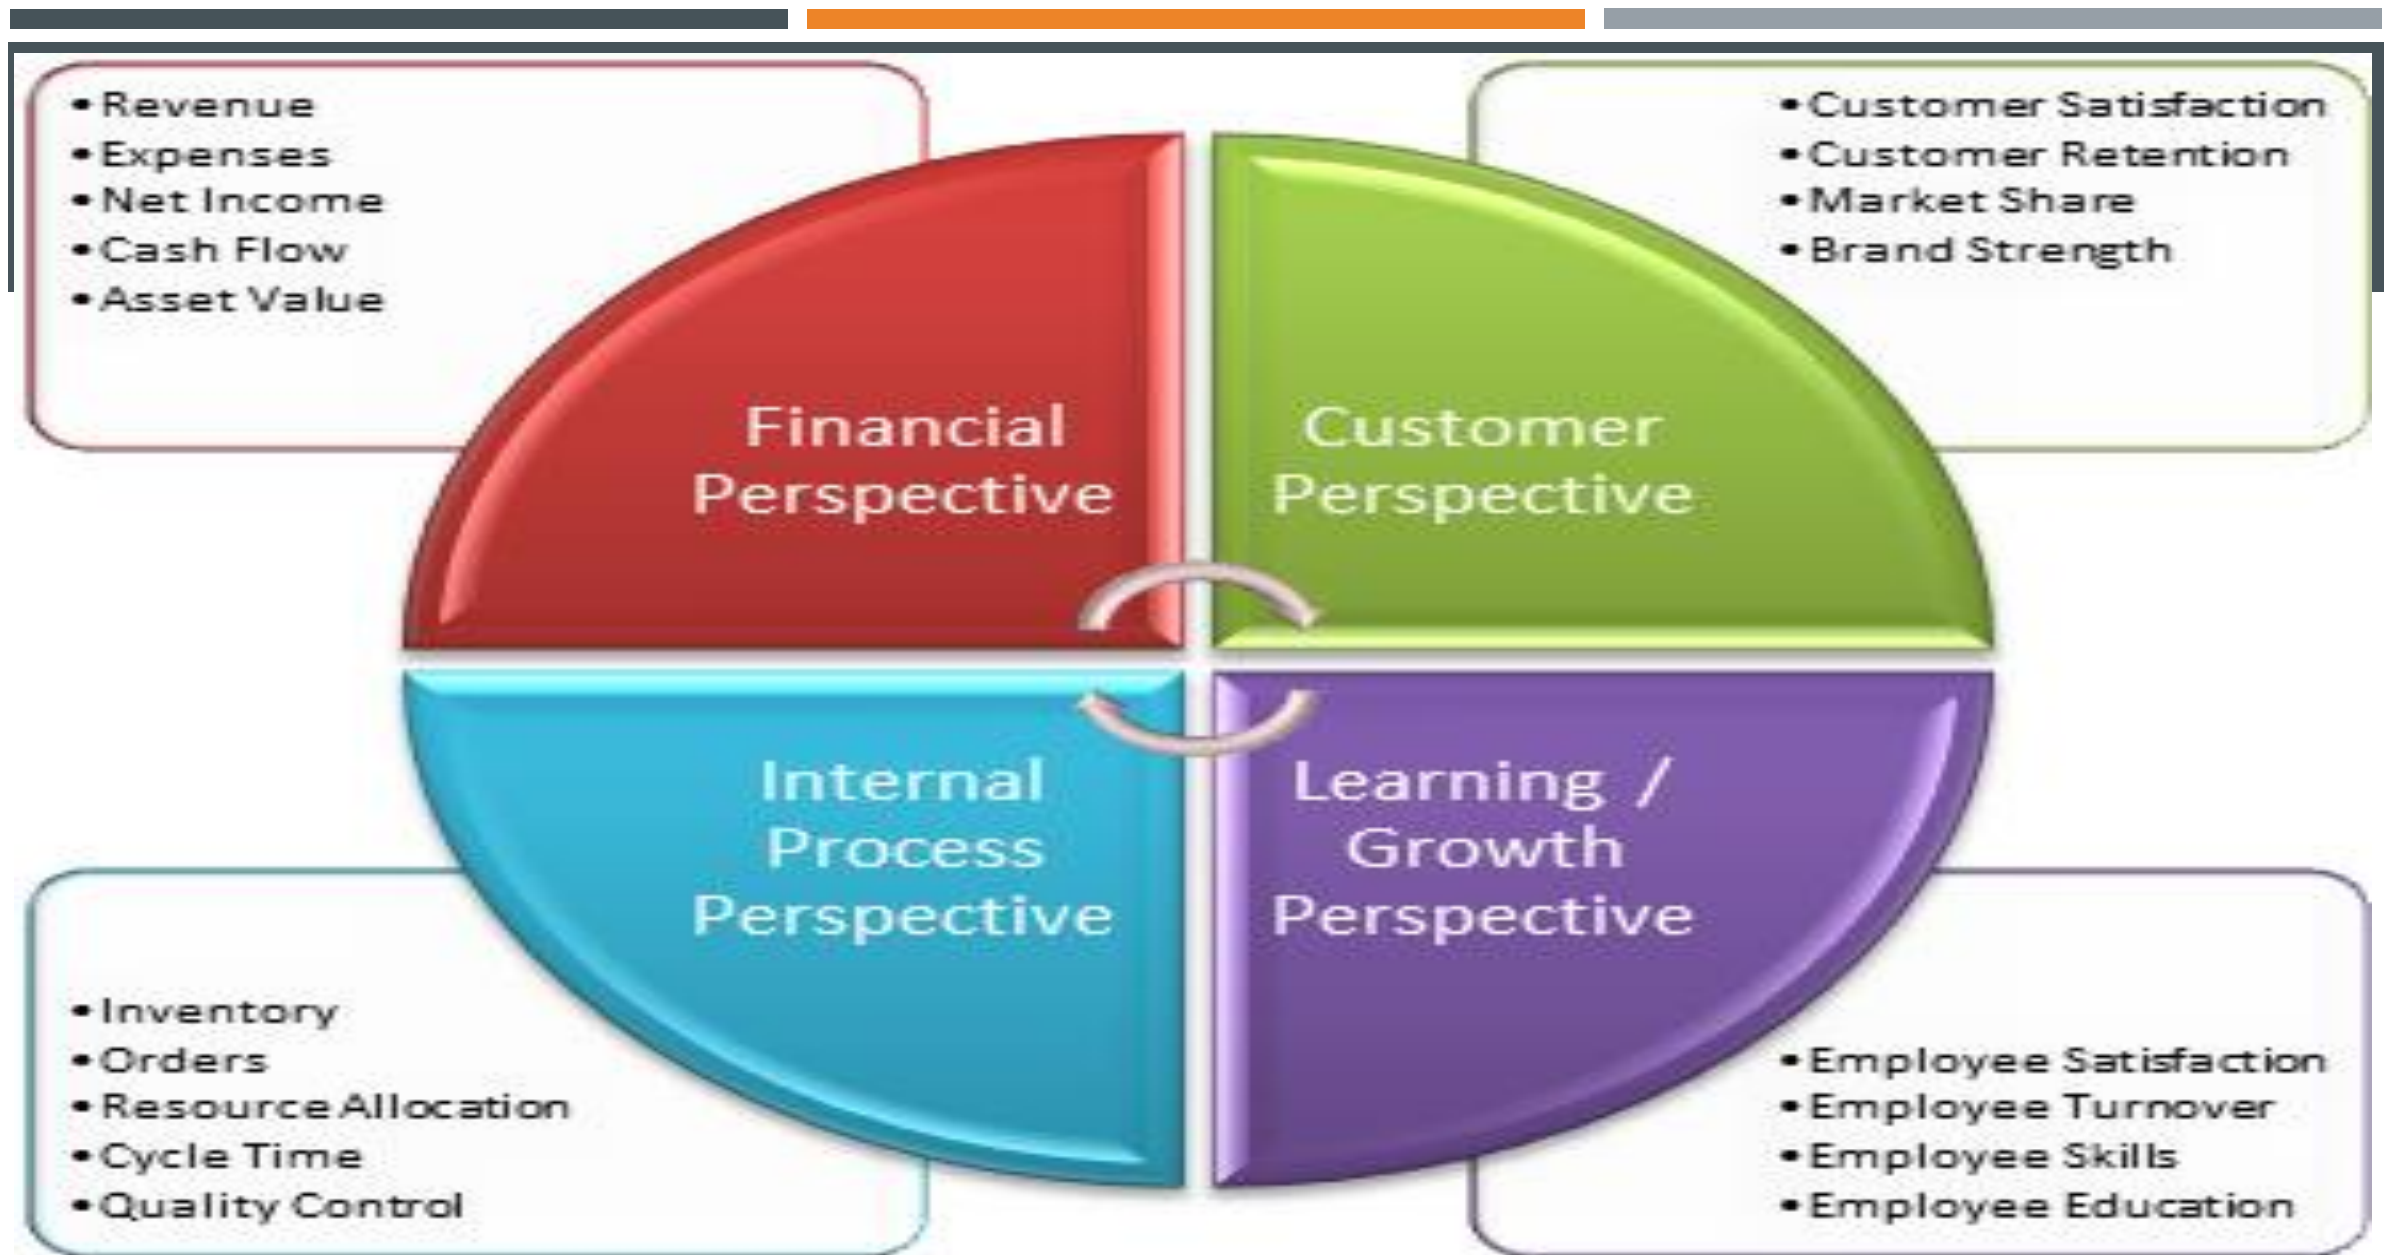 •Revenue
•Expenses
•Net Income
•Cash Flow
•Asset Value
•Customer Satisfaction
•Customer Retention
•Market Share
•Brand Strength
Financial
Perspective
Customer
Perspective
Internal
Process
Perspective
Learning /
Growth
Perspective
•Inventory
•Orders
•Resource Allocation
•Cycle Time
•Quality Control
•Employee Satisfaction
•Employee Turnover
•Employee Skills
•Employee Education